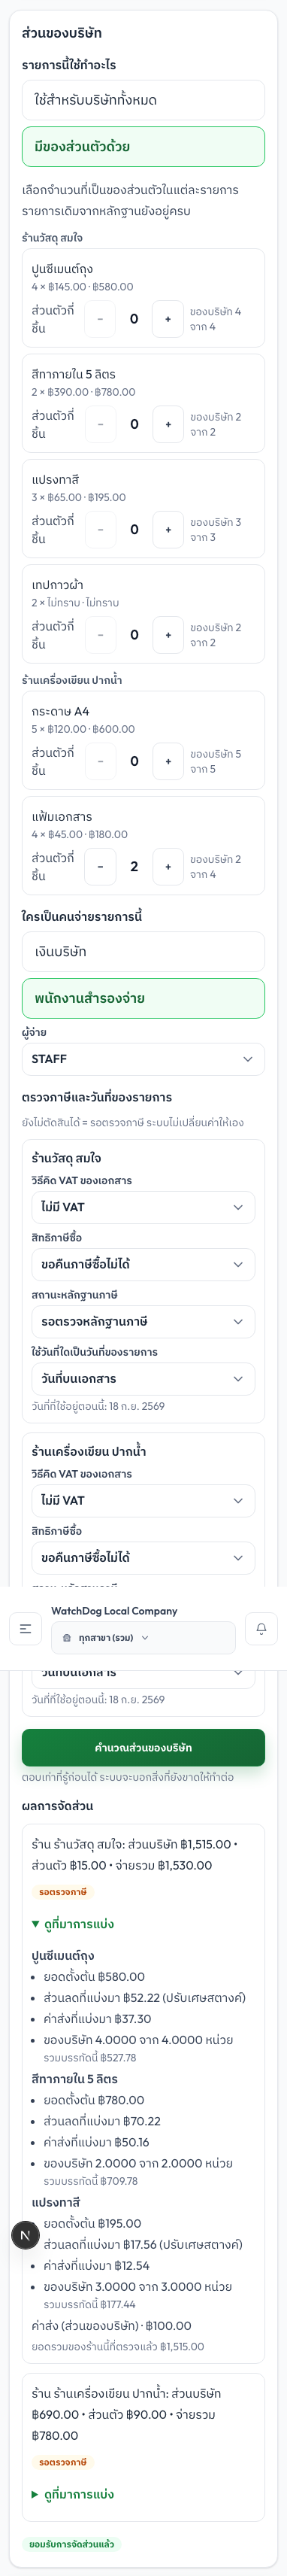 ส่วนของบริษัท
รายการนี้ใช้ทำอะไร
ใช้สำหรับบริษัททั้งหมด
มีของส่วนตัวด้วย
เลือกจำนวนที่เป็นของส่วนตัวในแต่ละรายการ
รายการเดิมจากหลักฐานยังอยู่ครบ
ร้านวัสดุ สมใจ
ปูนซีเมนต์ถุง
4 × ฿145.00 · ฿580.00
ส่วนตัวกี่
ชิ้น
−
0
+
ของบริษัท 4
จาก 4
สีทาภายใน 5 ลิตร
2 × ฿390.00 · ฿780.00
ส่วนตัวกี่
ชิ้น
−
0
+
ของบริษัท 2
จาก 2
แปรงทาสี
3 × ฿65.00 · ฿195.00
ส่วนตัวกี่
ชิ้น
−
0
+
ของบริษัท 3
จาก 3
เทปกาวผ้า
2 × ไม่ทราบ · ไม่ทราบ
ส่วนตัวกี่
ชิ้น
−
0
+
ของบริษัท 2
จาก 2
ร้านเครื่องเขียน ปากน้ำ
กระดาษ A4
5 × ฿120.00 · ฿600.00
ส่วนตัวกี่
ชิ้น
−
0
+
ของบริษัท 5
จาก 5
แฟ้มเอกสาร
4 × ฿45.00 · ฿180.00
ส่วนตัวกี่
ชิ้น
−
2
+
ของบริษัท 2
จาก 4
ใครเป็นคนจ่ายรายการนี้
เงินบริษัท
พนักงานสำรองจ่าย
ผู้จ่าย
STAFF
ตรวจภาษีและวันที่ของรายการ
ยังไม่ตัดสินได้ = รอตรวจภาษี ระบบไม่เปลี่ยนค่าให้เอง
ร้านวัสดุ สมใจ
วิธีคิด VAT ของเอกสาร
ไม่มี VAT
สิทธิภาษีซื้อ
ขอคืนภาษีซื้อไม่ได้
สถานะหลักฐานภาษี
รอตรวจหลักฐานภาษี
ใช้วันที่ใดเป็นวันที่ของรายการ
วันที่บนเอกสาร
วันที่ที่ใช้อยู่ตอนนี้: 18 ก.ย. 2569
ร้านเครื่องเขียน ปากน้ำ
วิธีคิด VAT ของเอกสาร
ไม่มี VAT
สิทธิภาษีซื้อ
ขอคืนภาษีซื้อไม่ได้
WatchDog Local Company
ทุกสาขา (รวม)
วันที่บนเอกสาร
วันที่ที่ใช้อยู่ตอนนี้: 18 ก.ย. 2569
คำนวณส่วนของบริษัท
ตอบเท่าที่รู้ก่อนได้ ระบบจะบอกสิ่งที่ยังขาดให้ทำต่อ
ผลการจัดส่วน
ร้าน ร้านวัสดุ สมใจ: ส่วนบริษัท ฿1,515.00 •
ส่วนตัว ฿15.00 • จ่ายรวม ฿1,530.00
รอตรวจภาษี
▼ ดูที่มาการแบ่ง
ปูนซีเมนต์ถุง
• ยอดตั้งต้น ฿580.00
• ส่วนลดที่แบ่งมา ฿52.22 (ปรับเศษสตางค์)
• ค่าส่งที่แบ่งมา ฿37.30
• ของบริษัท 4.0000 จาก 4.0000 หน่วย
รวมบรรทัดนี้ ฿527.78
สีทาภายใน 5 ลิตร
• ยอดตั้งต้น ฿780.00
• ส่วนลดที่แบ่งมา ฿70.22
• ค่าส่งที่แบ่งมา ฿50.16
• ของบริษัท 2.0000 จาก 2.0000 หน่วย
รวมบรรทัดนี้ ฿709.78
แปรงทาสี
N
ยอดตั้งต้น ฿195.00
ส่วนลดที่แบ่งมา ฿17.56 (ปรับเศษสตางค์)
• ค่าส่งที่แบ่งมา ฿12.54
• ของบริษัท 3.0000 จาก 3.0000 หน่วย
รวมบรรทัดนี้ ฿177.44
ค่าส่ง (ส่วนของบริษัท) · ฿100.00
ยอดรวมของร้านนี้ที่ตรวจแล้ว ฿1,515.00
ร้าน ร้านเครื่องเขียน ปากน้ำ: ส่วนบริษัท
฿690.00 • ส่วนตัว ฿90.00 • จ่ายรวม
฿780.00
รอตรวจภาษี
▶ ดูที่มาการแบ่ง
ยอมรับการจัดส่วนแล้ว